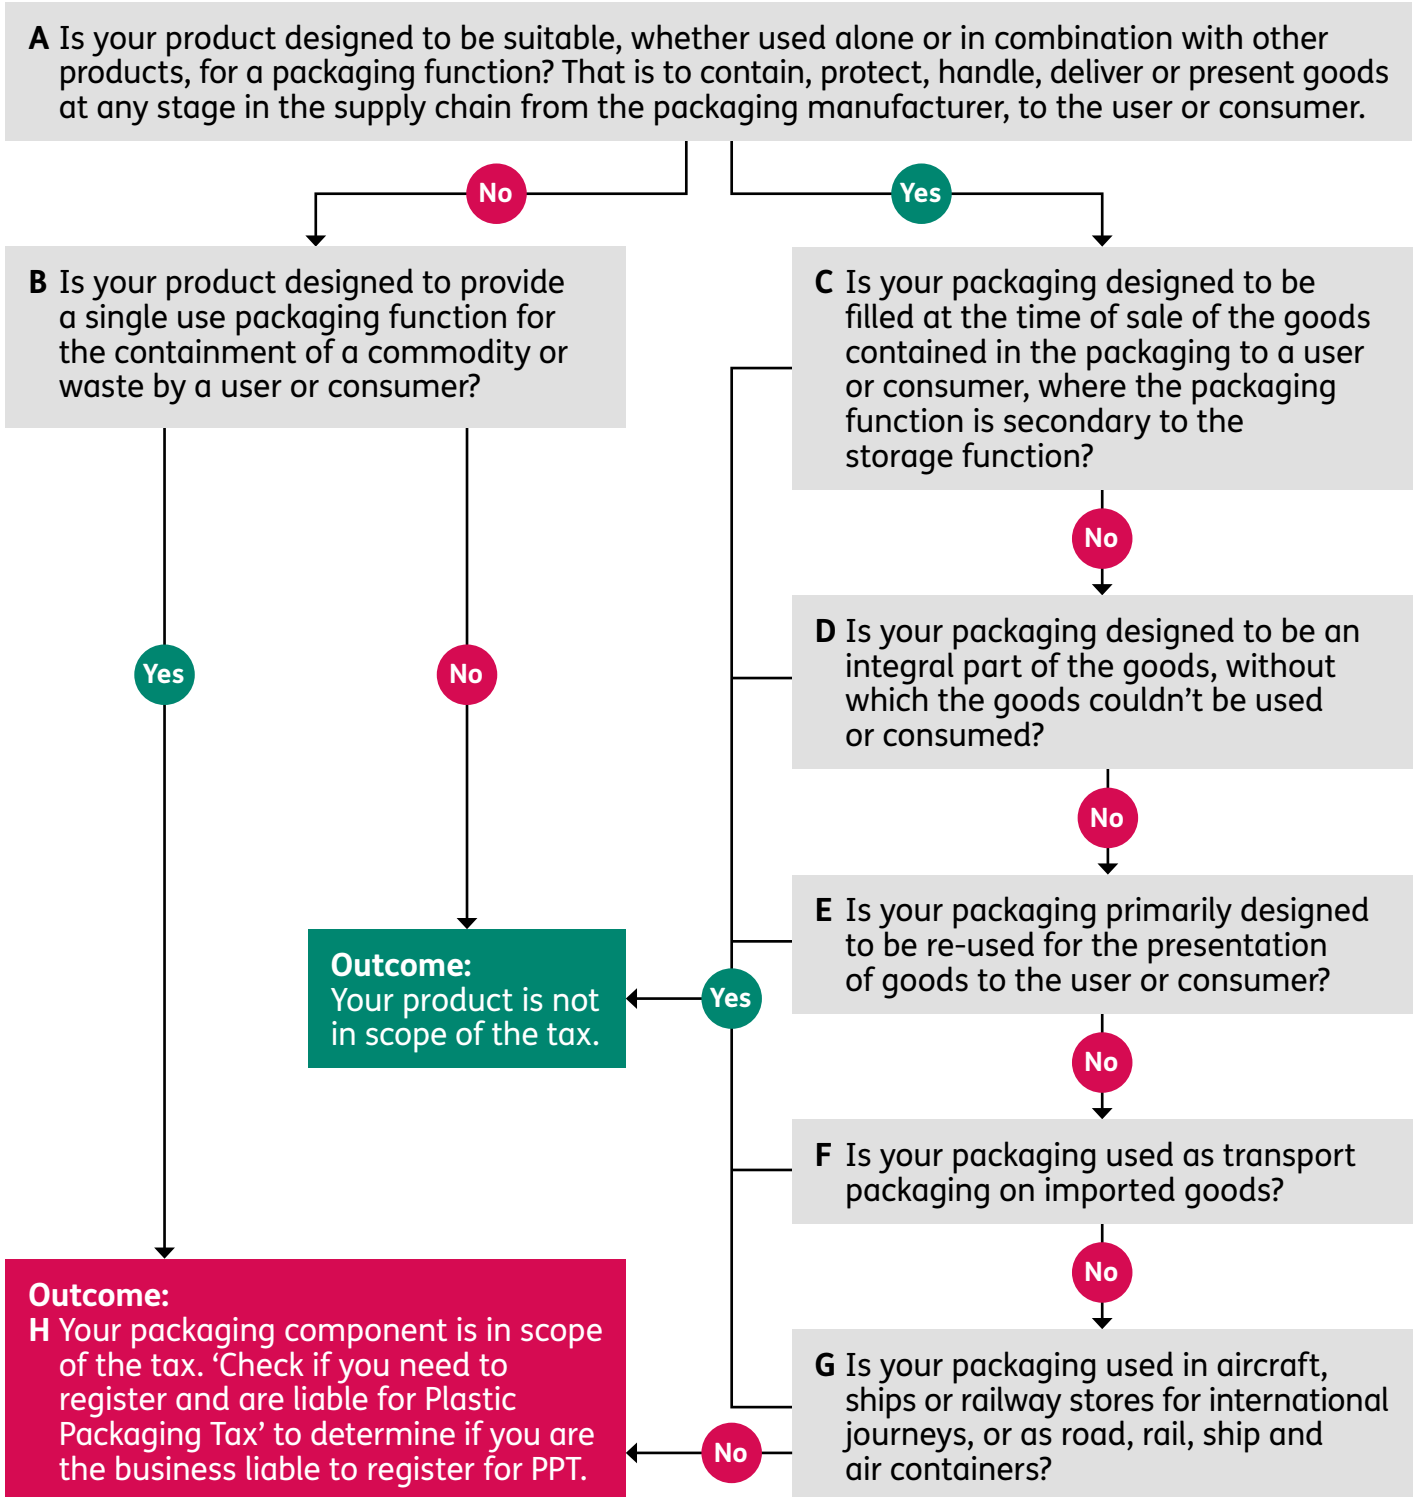 A Is your product designed to be suitable, whether used alone or in combination with other
products, for a packaging function? That is to contain, protect, handle, deliver or present goods
at any stage in the supply chain from the packaging manufacturer, to the user or consumer.
No
Yes
B Is your product designed to provide
a single use packaging function for
the containment of a commodity or
waste by a user or consumer?
C Is your packaging designed to be
filled at the time of sale of the goods
contained in the packaging to a user
or consumer, where the packaging
function is secondary to the
storage function?
No
D Is your packaging designed to be an
integral part of the goods, without
which the goods couldn’t be used
or consumed?
Yes
No
No
E Is your packaging primarily designed
to be re-used for the presentation
of goods to the user or consumer?
Outcome:
Your product is not
in scope of the tax.
Yes
No
F Is your packaging used as transport
packaging on imported goods?
No
Outcome:
H Your packaging component is in scope
of the tax. ‘Check if you need to
register and are liable for Plastic
Packaging Tax’ to determine if you are
the business liable to register for PPT.
No
G Is your packaging used in aircraft,
ships or railway stores for international
journeys, or as road, rail, ship and
air containers?